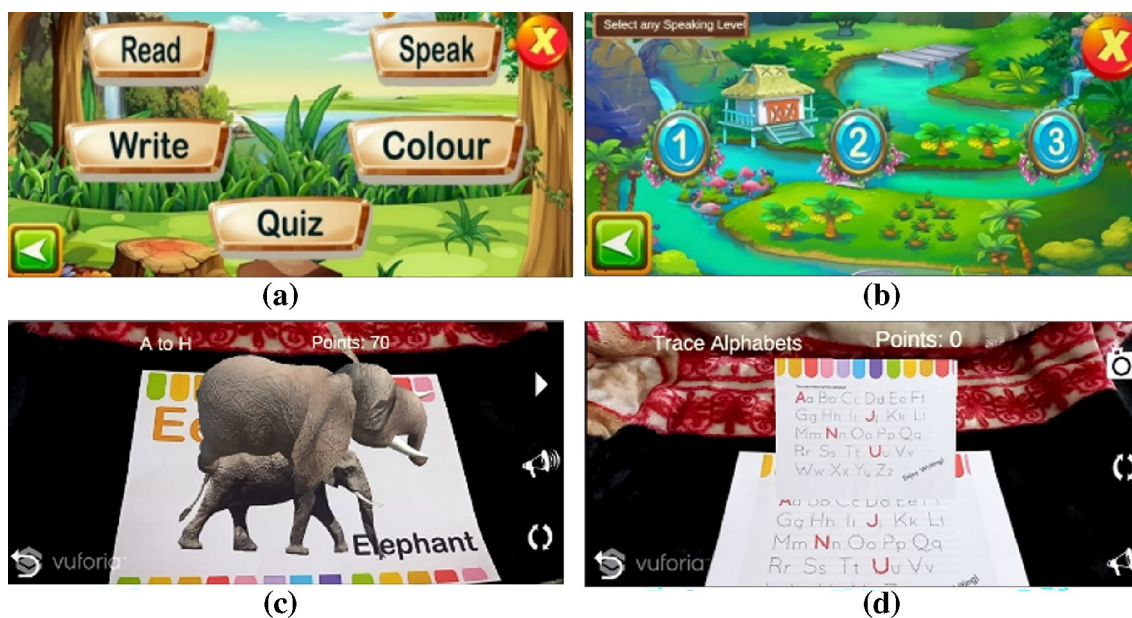 Read
Speak
X
Write
Colour
Quiz
(a)
Select any Speaking Level
X
1
2
3
(b)
A to H
Points: 70
Ee
Elephant
vuforia
(c)
Trace Alphabets
Points: 0
Aa Bb Cc Dd Ee Ff
Gg Hh Ii Jj Kk Ll
Mm Nn Oo Pp Qq
Rr Ss Tt Uu Vv
Ww Xx Yy Zz
Enjoy Writing!
Aa Bb Cc Dd Ee Ff
Gg Hh Ii Jj Kk Ll
Mm Nn Oo Pp Qq
Rr Ss Tt Uu Vv
vuforia
(d)